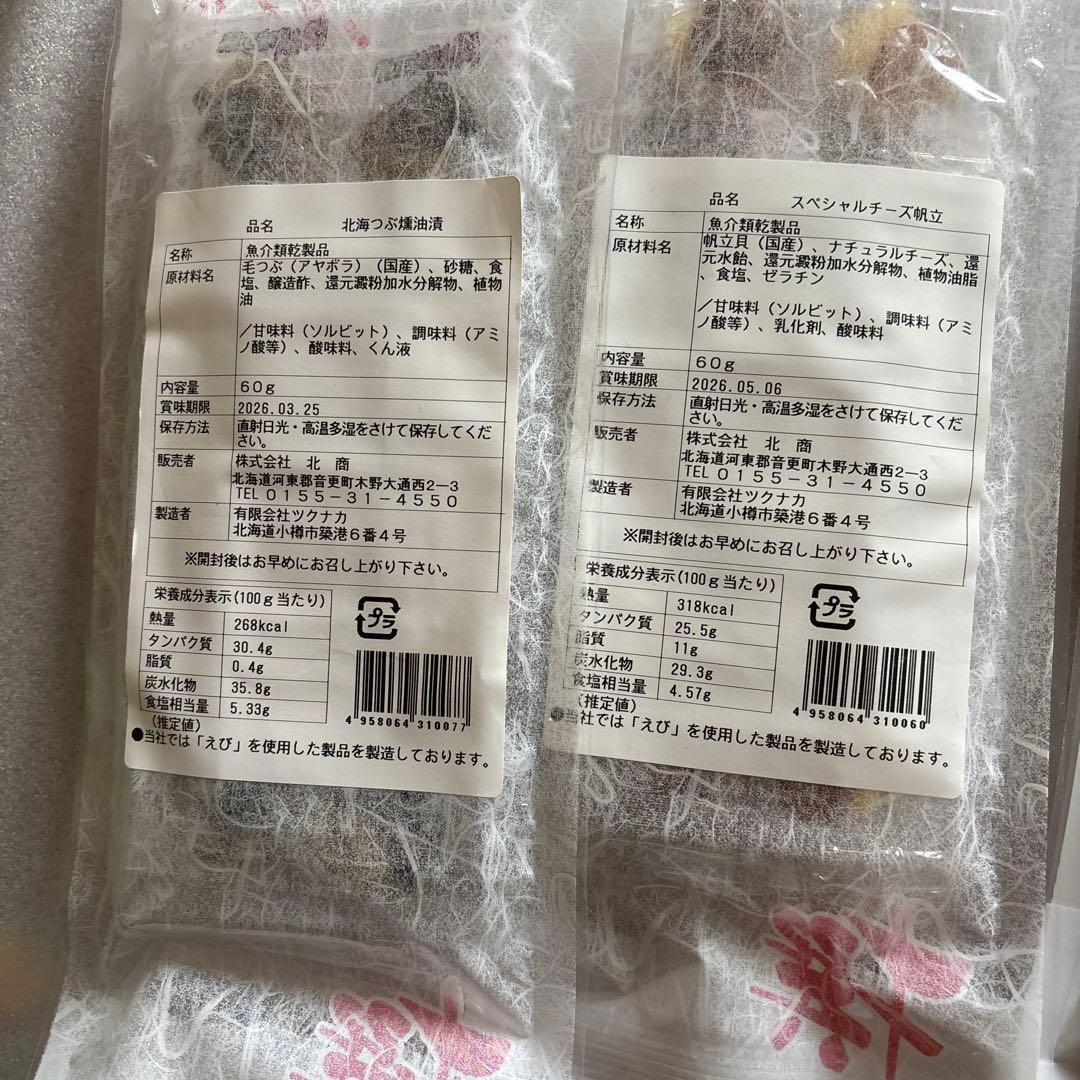 品名 北海つぶ燻油漬
名称 魚介類乾製品
原材料名 毛つぶ（アヤボラ）（国産）、砂糖、食
塩、醸造酢、還元澱粉加水分解物、植物
油
／甘味料（ソルビット）、調味料（アミ
ノ酸等）、酸味料、くん液
内容量 60g
賞味期限 2026.03.25
保存方法 直射日光・高温多湿をさけて保存してくだ
さい。
販売者 株式会社 北 商
北海道河東郡音更町木野大通西2－3
TEL 0155－31－4550
製造者 有限会社ツクナカ
北海道小樽市築港6番4号
※開封後はお早めにお召し上がり下さい。
栄養成分表示(100g当たり)
熱量 268kcal
タンパク質 30.4g
脂質 0.4g
炭水化物 35.8g
食塩相当量 5.33g
（推定値）
プラ
4 958064 310077
●当社では「えび」を使用した製品を製造しております。
品名 スペシャルチーズ帆立
名称 魚介類乾製品
原材料名 帆立貝（国産）、ナチュラルチーズ、還
元水飴、還元澱粉加水分解物、植物油脂
、食塩、ゼラチン
／甘味料（ソルビット）、調味料（アミ
ノ酸等）、乳化剤、酸味料
内容量 60g
賞味期限 2026.05.06
保存方法 直射日光・高温多湿をさけて保存してくださ
い。
販売者 株式会社 北 商
北海道河東郡音更町木野大通西2－3
TEL 0155－31－4550
製造者 有限会社ツクナカ
北海道小樽市築港6番4号
※開封後はお早めにお召し上がり下さい。
栄養成分表示(100g当たり)
熱量 318kcal
タンパク質 25.5g
脂質 11g
炭水化物 29.3g
食塩相当量 4.57g
（推定値）
プラ
4 958064 310060
●当社では「えび」を使用した製品を製造しております。